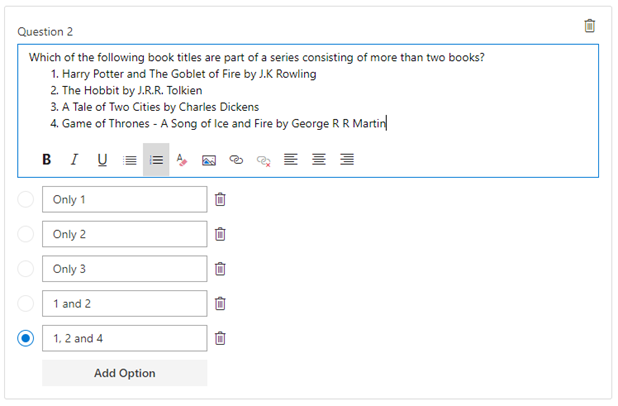 Question 2
Which of the following book titles are part of a series consisting of more than two books?
1. Harry Potter and The Goblet of Fire by J.K Rowling
2. The Hobbit by J.R.R. Tolkien
3. A Tale of Two Cities by Charles Dickens
4. Game of Thrones - A Song of Ice and Fire by George R R Martin
B I U A
Only 1
Only 2
Only 3
1 and 2
1, 2 and 4
Add Option